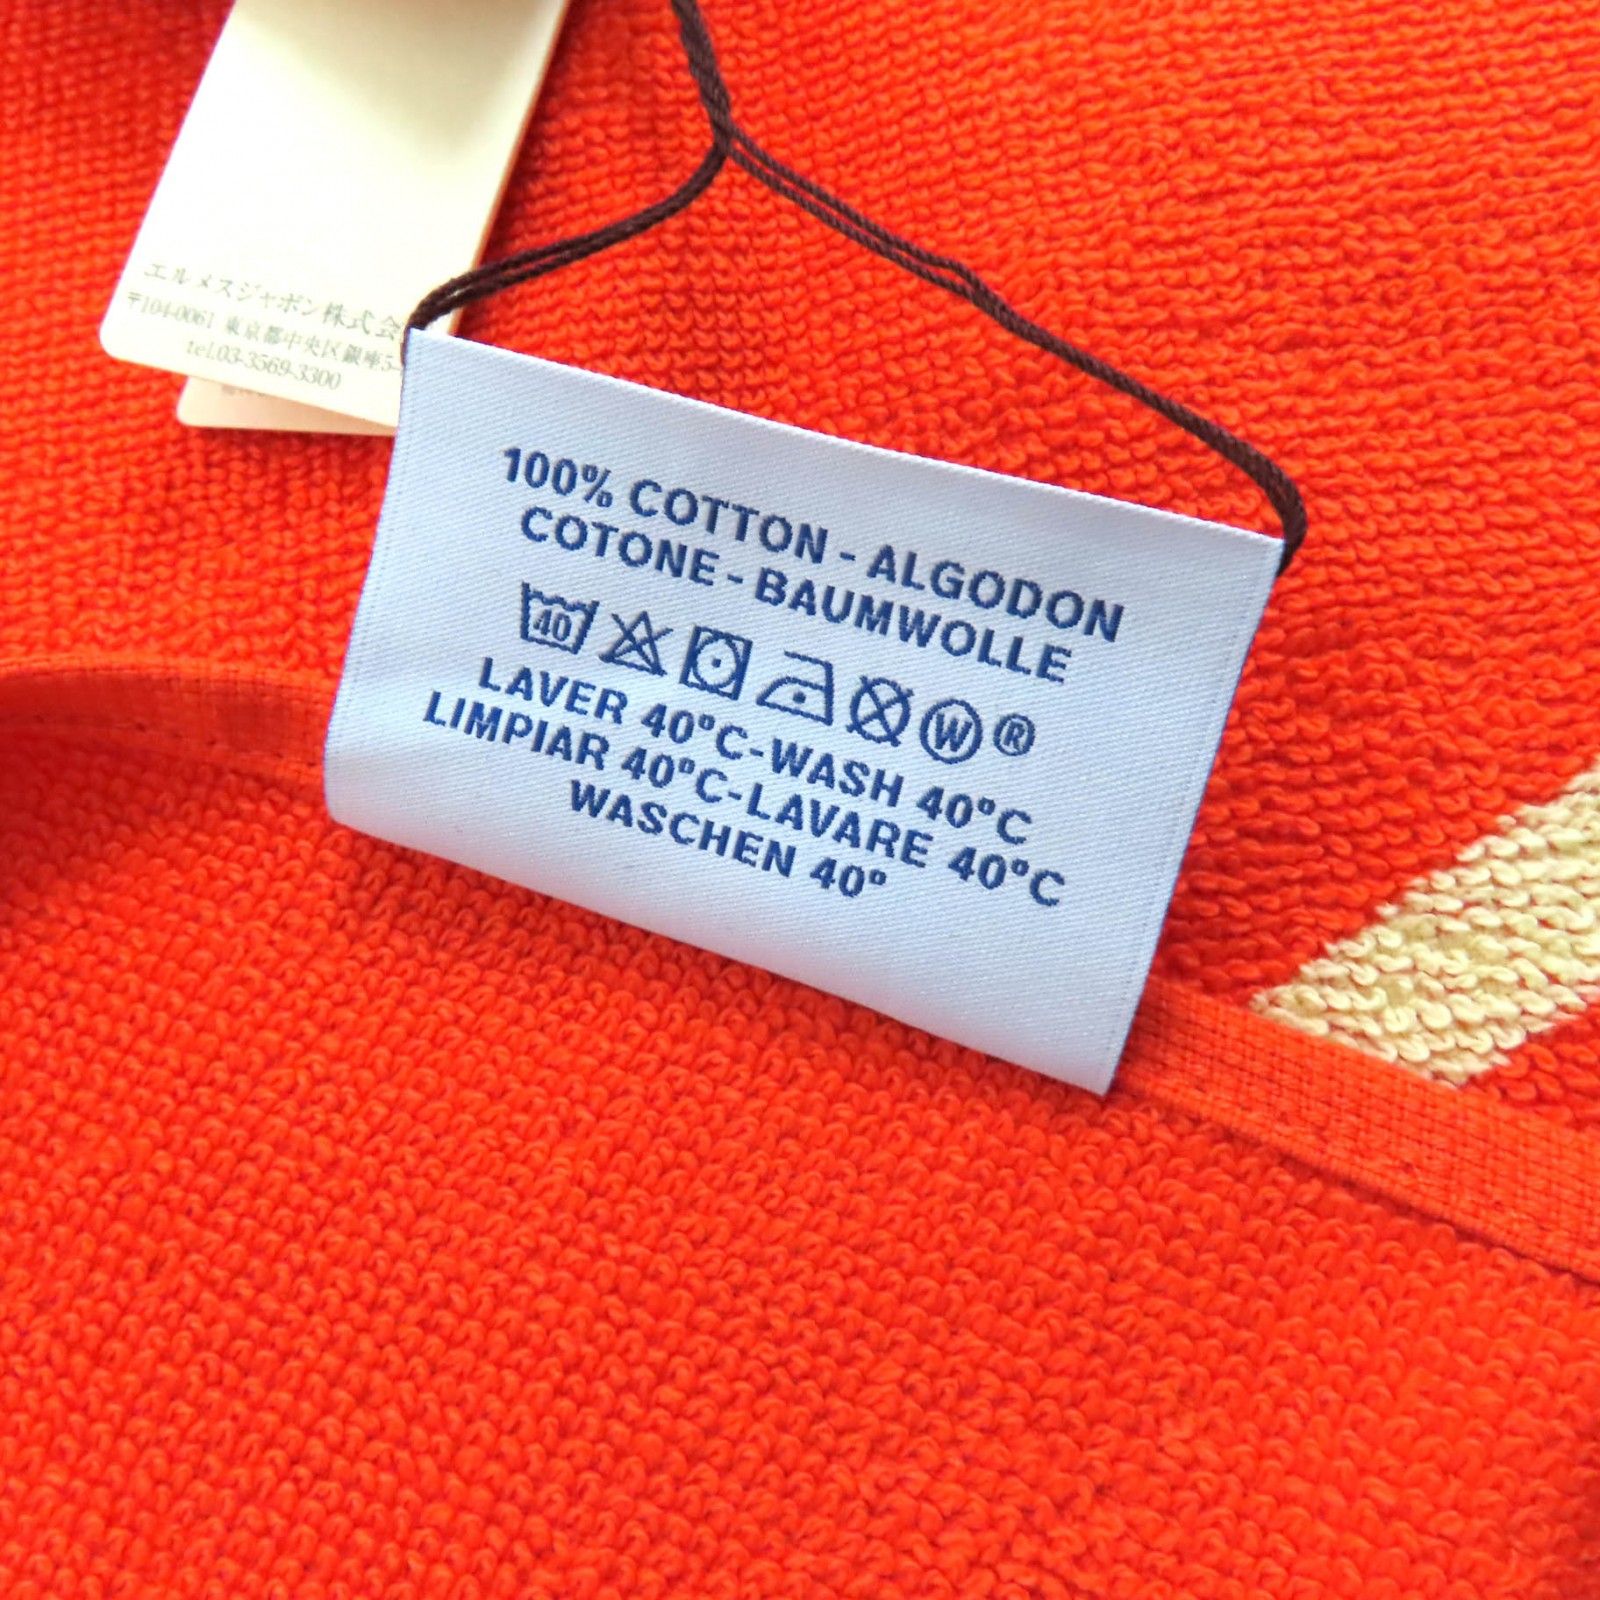 エルメスジャポン株式会
〒104-0061 東京都中央区銀座5-
tel.03-3569-3300
100% COTTON - ALGODON
COTONE - BAUMWOLLE
40 W ®
LAVER 40°C-WASH 40°C
LIMPIAR 40°C-LAVARE 40°C
WASCHEN 40°